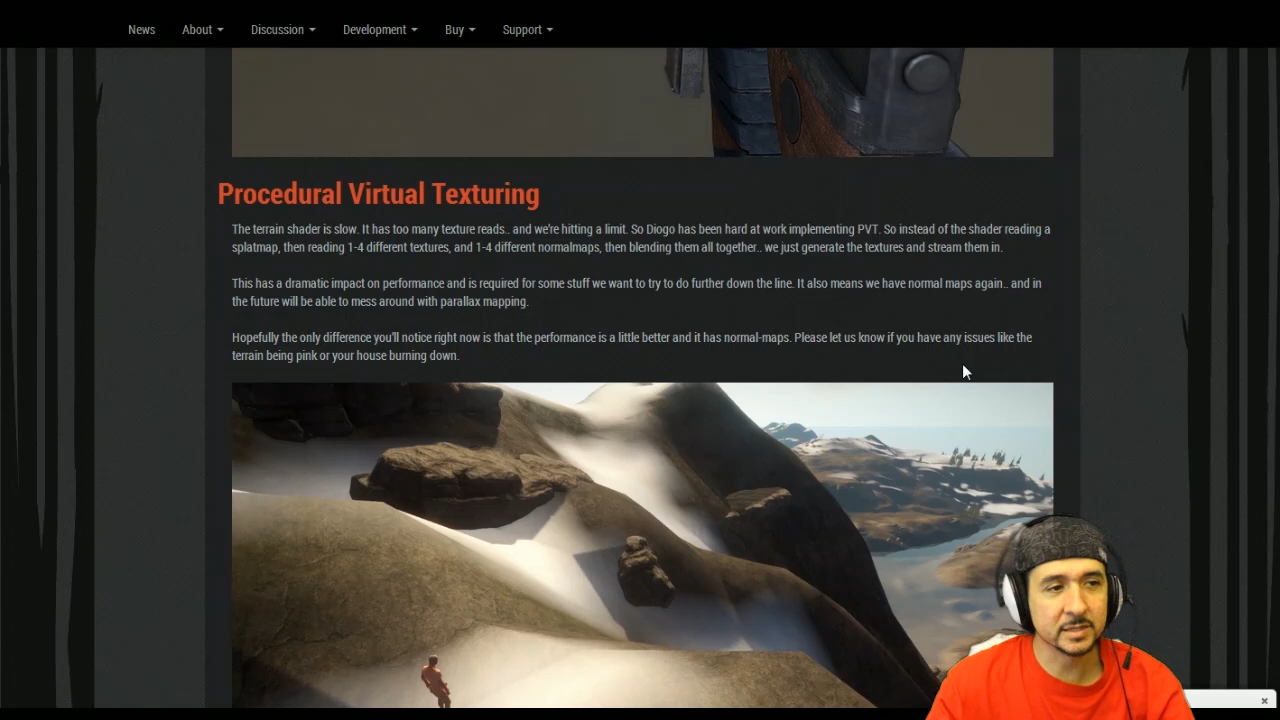 News About Discussion Development Buy Support
Procedural Virtual Texturing
The terrain shader is slow. It has too many texture reads.. and we're hitting a limit. So Diogo has been hard at work implementing PVT. So instead of the shader reading a
splatmap, then reading 1-4 different textures, and 1-4 different normalmaps, then blending them all together.. we just generate the textures and stream them in.
This has a dramatic impact on performance and is required for some stuff we want to try to do further down the line. It also means we have normal maps again.. and in
the future will be able to mess around with parallax mapping.
Hopefully the only difference you'll notice right now is that the performance is a little better and it has normal-maps. Please let us know if you have any issues like the
terrain being pink or your house burning down.